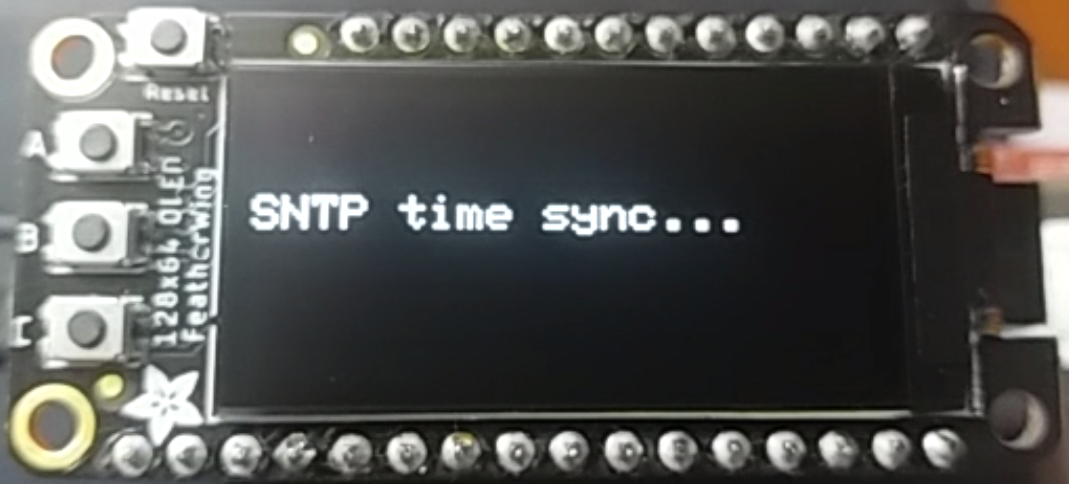 Reset
A
B
C
128x64 OLED
FeatherWing
SNTP time sync...